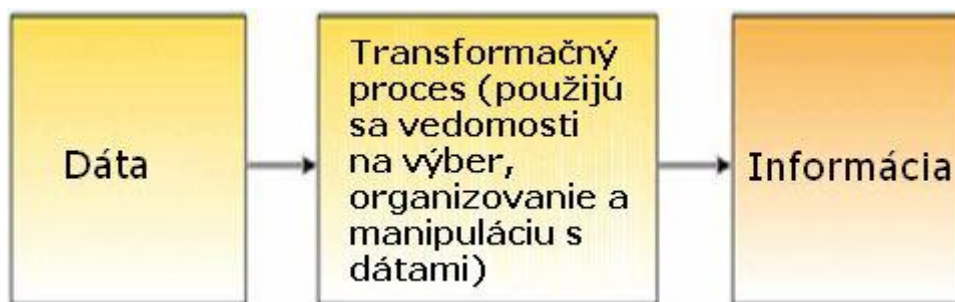 Dáta
Transformačný
proces (použijú
sa vedomosti
na výber,
organizovanie a
manipuláciu s
dátami)
Informácia